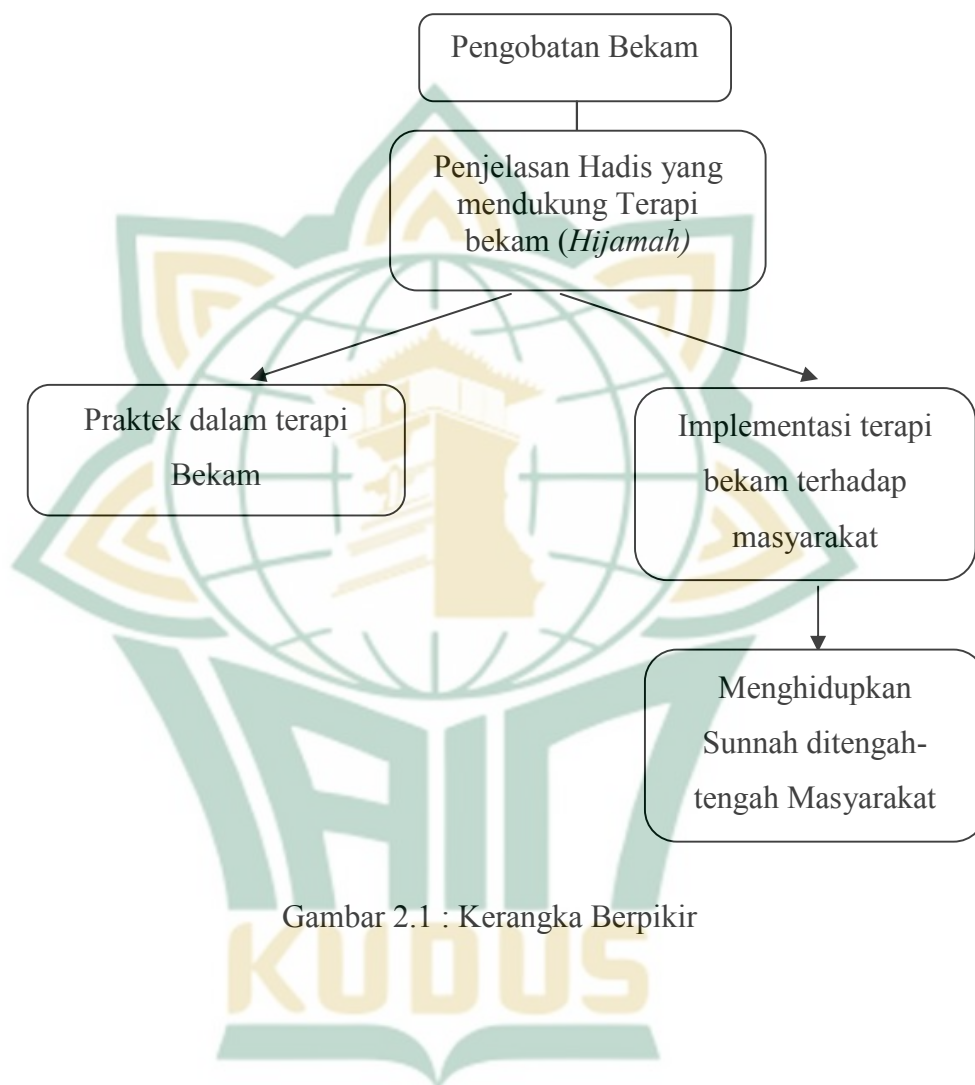 Pengobatan Bekam
Penjelasan Hadis yang
mendukung Terapi
bekam (Hijamah)
Praktek dalam terapi
Bekam
Implementasi terapi
bekam terhadap
masyarakat
Menghidupkan
Sunnah ditengah-
tengah Masyarakat
Gambar 2.1 : Kerangka Berpikir
IAIN
KUDUS